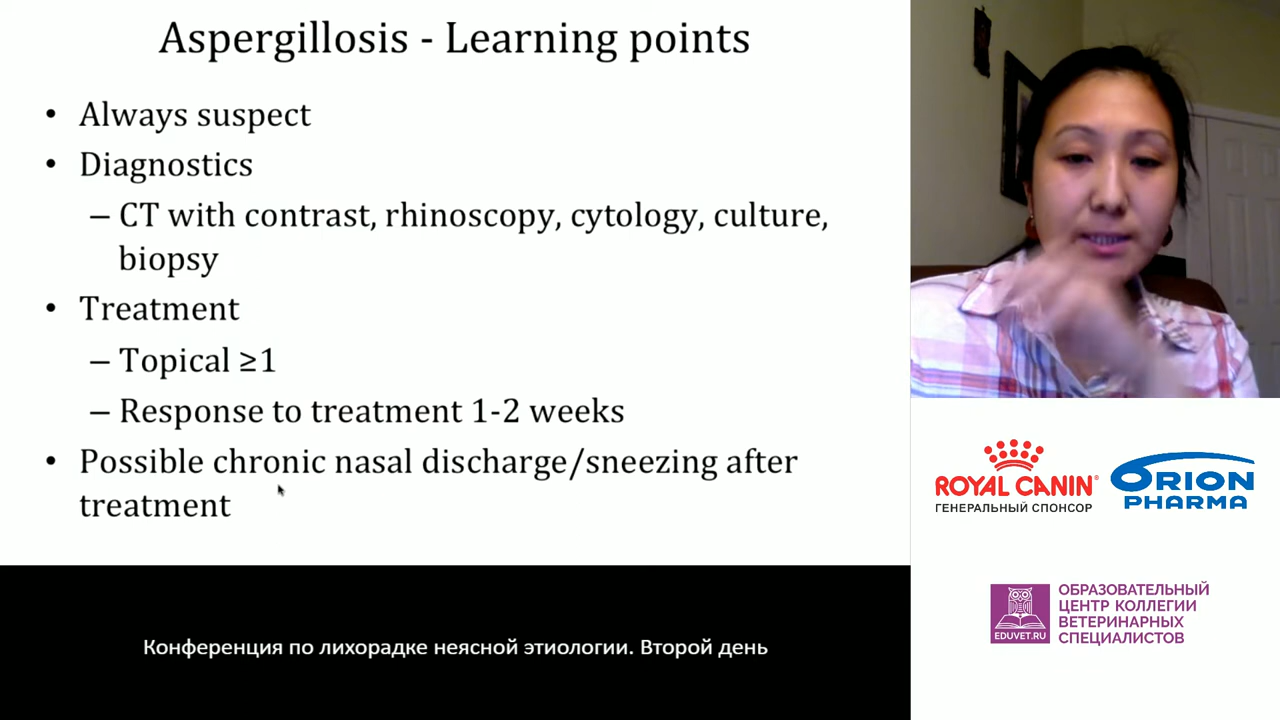 Aspergillosis - Learning points
• Always suspect
• Diagnostics
– CT with contrast, rhinoscopy, cytology, culture,
biopsy
• Treatment
– Topical ≥1
– Response to treatment 1-2 weeks
• Possible chronic nasal discharge/sneezing after
treatment
Конференция по лихорадке неясной этиологии. Второй день
ROYAL CANIN®
ГЕНЕРАЛЬНЫЙ СПОНСОР
ORION
PHARMA
EDUVET.RU
ОБРАЗОВАТЕЛЬНЫЙ
ЦЕНТР КОЛЛЕГИИ
ВЕТЕРИНАРНЫХ
СПЕЦИАЛИСТОВ